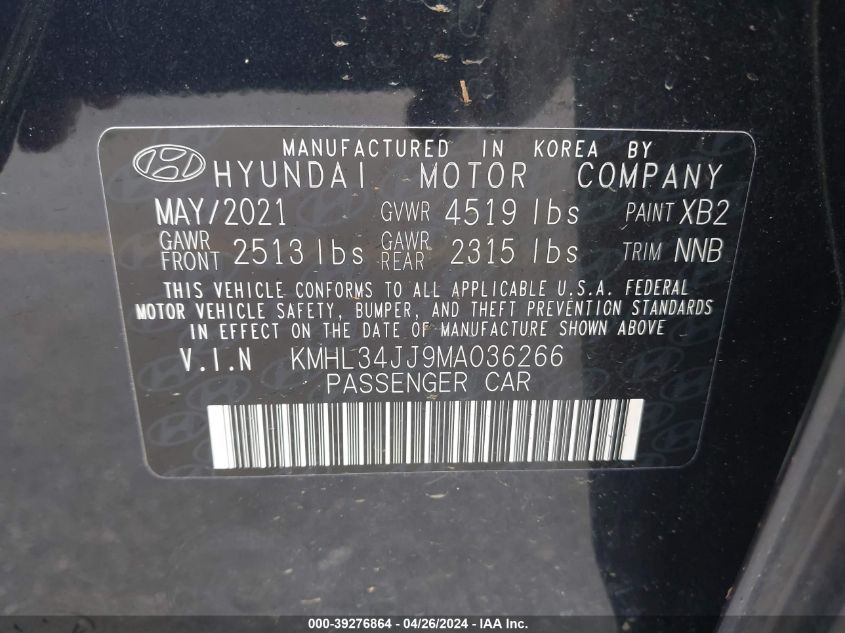 MANUFACTURED IN KOREA BY
HYUNDAI MOTOR COMPANY
MAY/2021 GVWR 4519 lbs PAINT XB2
GAWR FRONT 2513 lbs GAWR REAR 2315 lbs TRIM NNB
THIS VEHICLE CONFORMS TO ALL APPLICABLE U.S.A. FEDERAL
MOTOR VEHICLE SAFETY, BUMPER, AND THEFT PREVENTION STANDARDS
IN EFFECT ON THE DATE OF MANUFACTURE SHOWN ABOVE
V.I.N KMHL34JJ9MA036266
PASSENGER CAR
000-39276864 - 04/26/2024 - IAA, Inc.